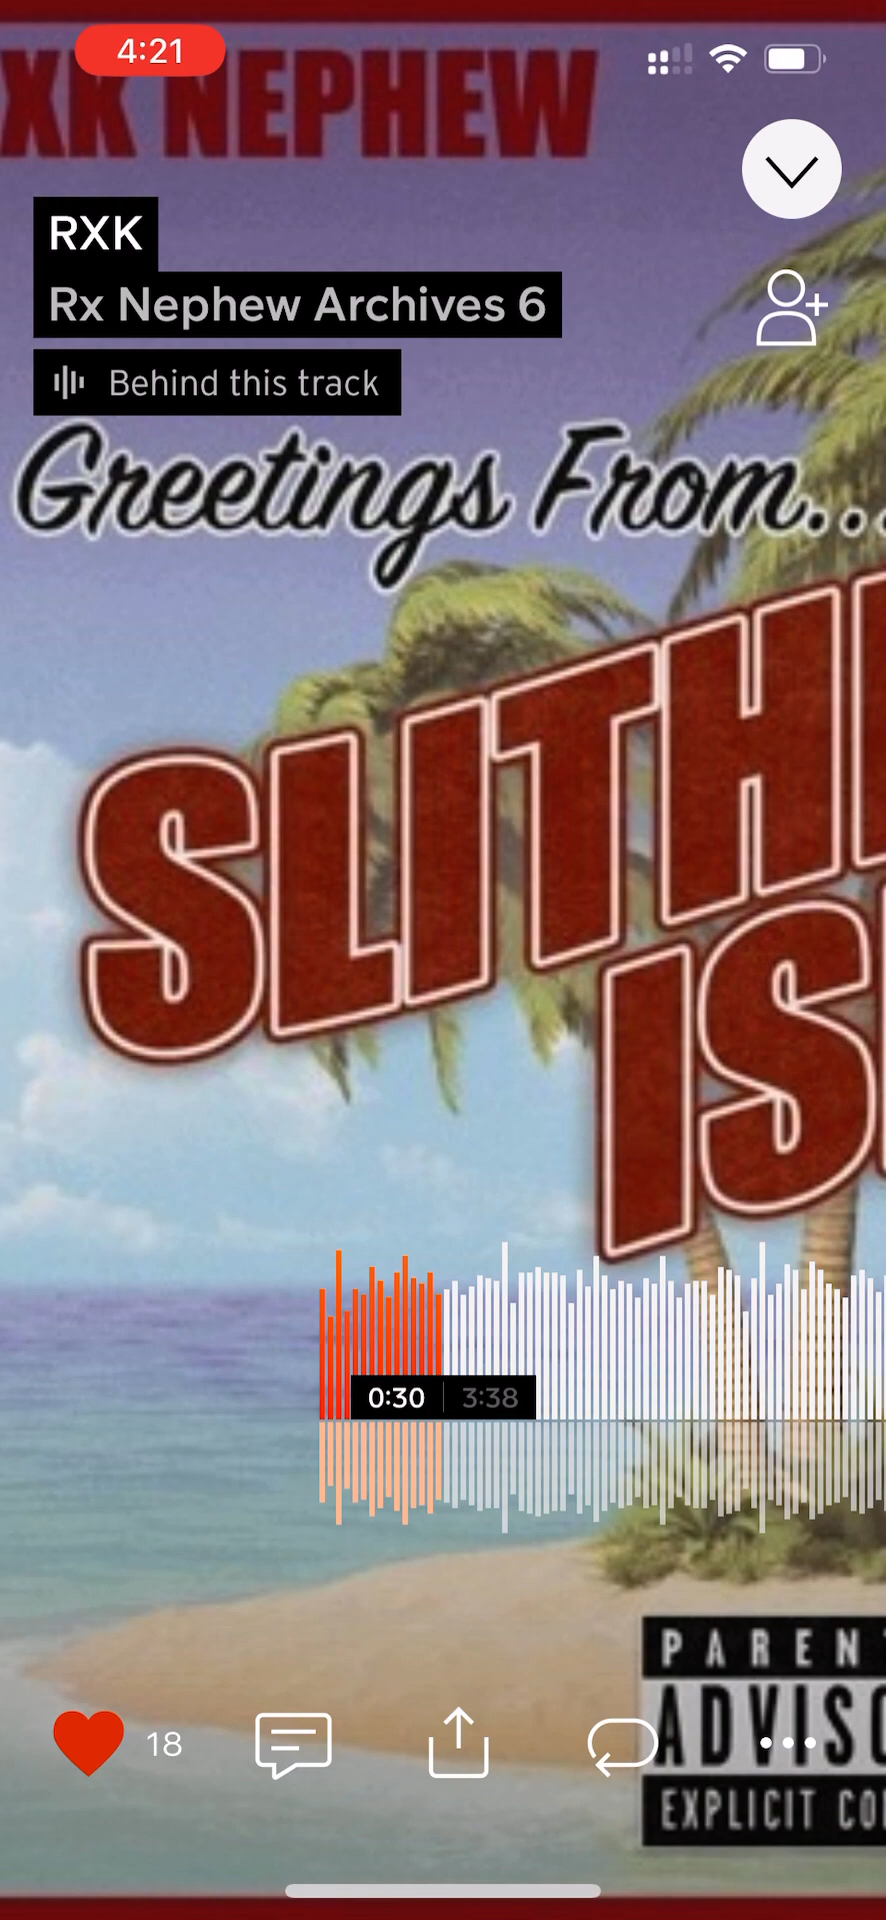 4:21
XK NEPHEW
RXK
Rx Nephew Archives 6
Behind this track
Greetings From...
SLITH
IS
0:30 3:38
PAREN
ADVISO
EXPLICIT CO
18